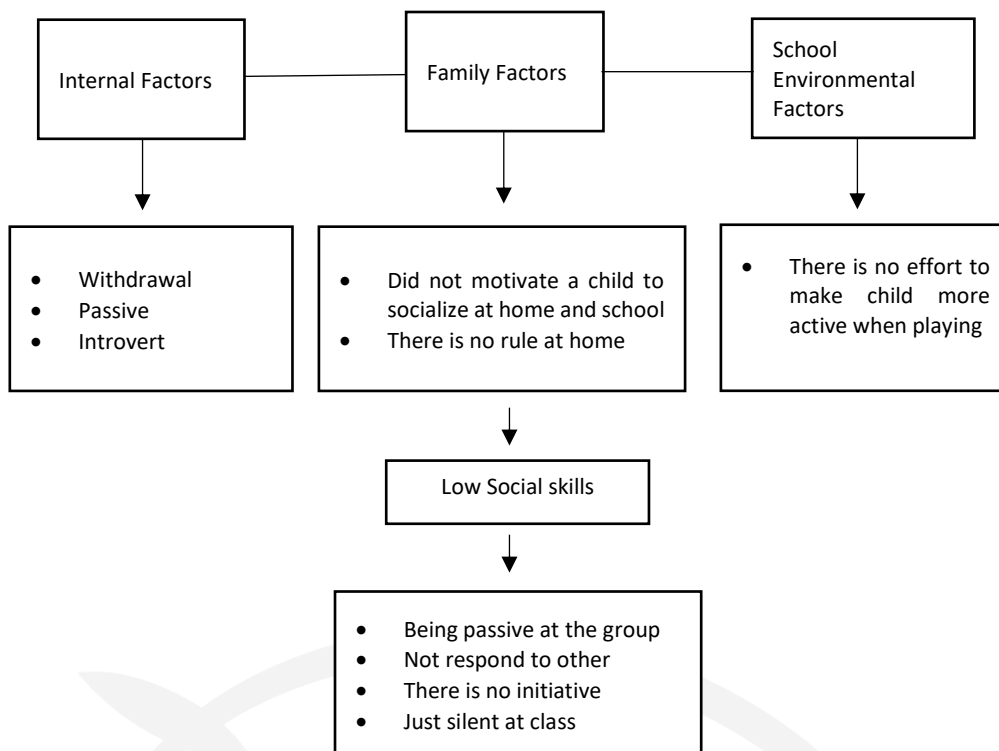 Internal Factors
Family Factors
School
Environmental
Factors
• Withdrawal
• Passive
• Introvert
• Did not motivate a child to
socialize at home and school
• There is no rule at home
• There is no effort to
make child more
active when playing
Low Social skills
• Being passive at the group
• Not respond to other
• There is no initiative
• Just silent at class